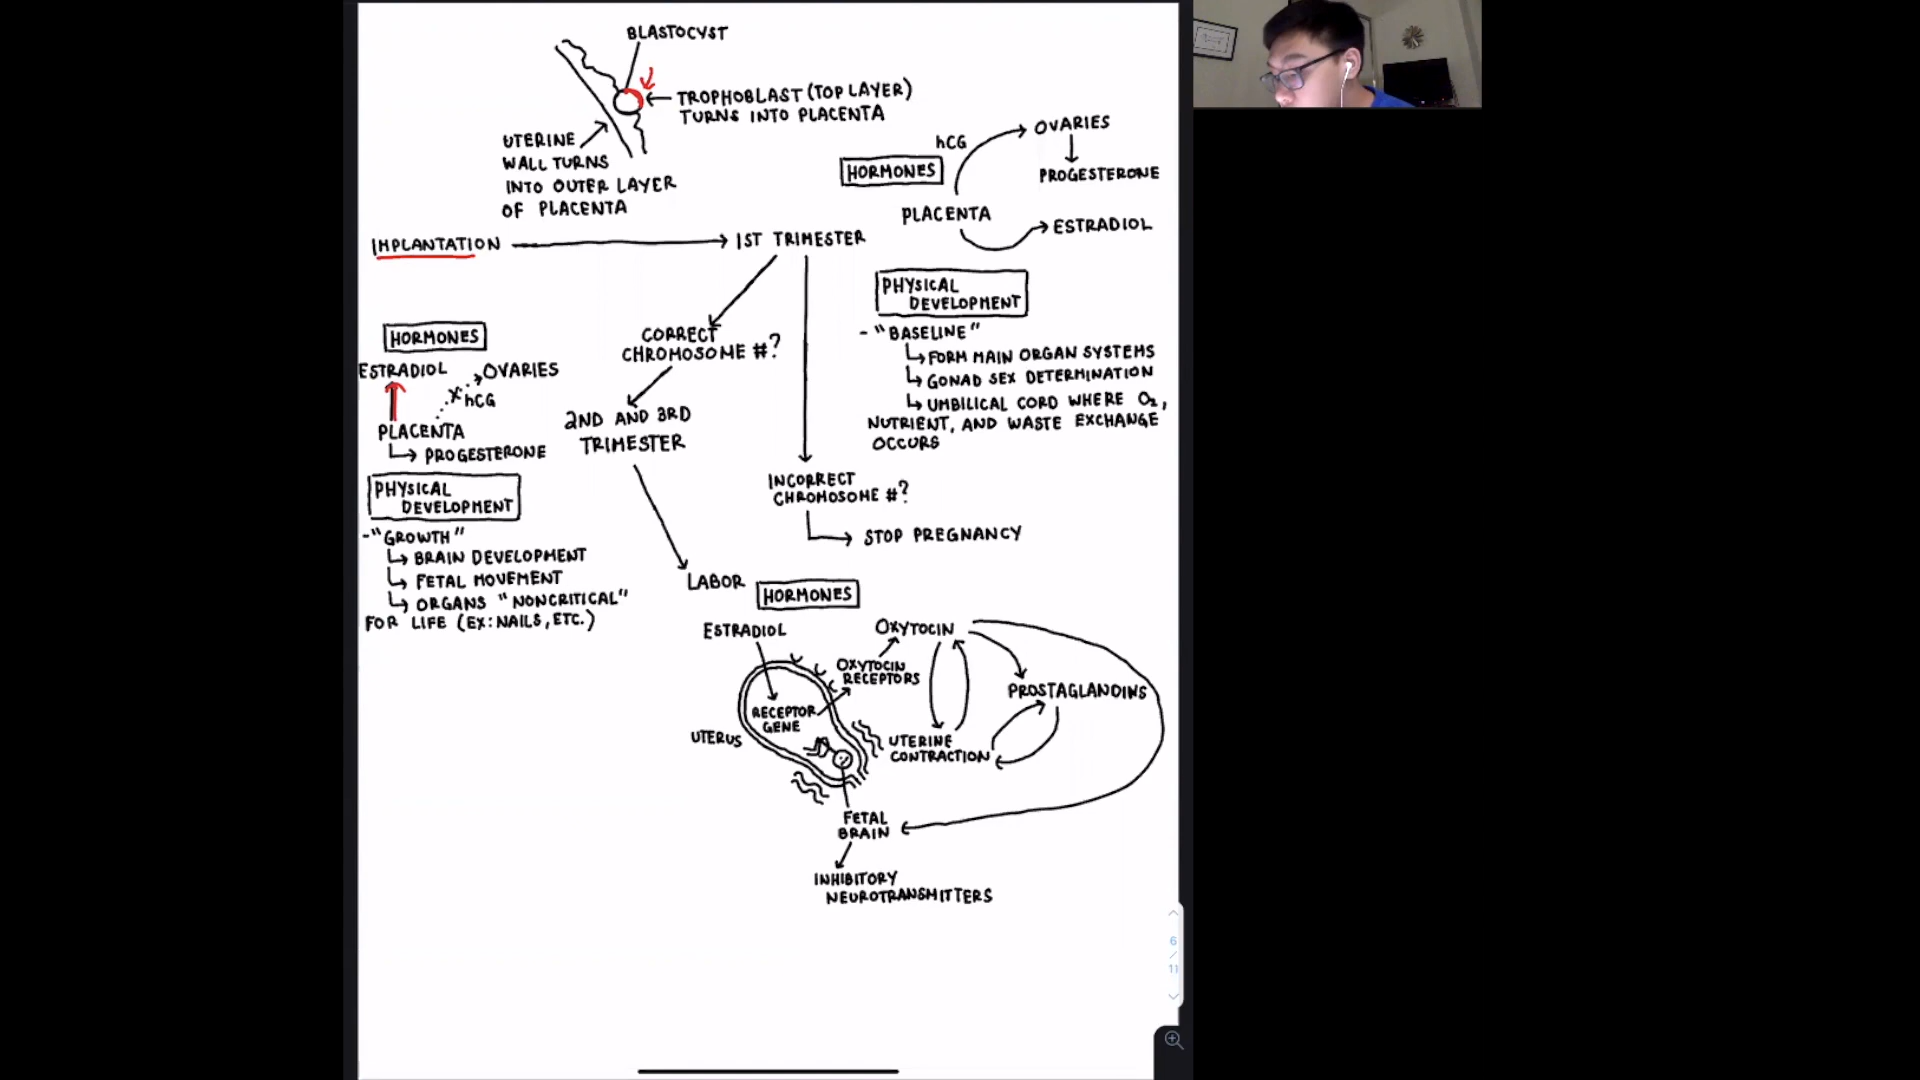 BLASTOCYST
TROPHOBLAST (TOP LAYER)
TURNS INTO PLACENTA
UTERINE
WALL TURNS
INTO OUTER LAYER
OF PLACENTA
hCG
OVARIES
HORMONES
PROGESTERONE
PLACENTA
ESTRADIOL
IMPLANTATION
1ST TRIMESTER
PHYSICAL
DEVELOPMENT
- "BASELINE"
FORM MAIN ORGAN SYSTEMS
GONAD SEX DETERMINATION
UMBILICAL CORD WHERE O2,
NUTRIENT, AND WASTE EXCHANGE
OCCURS
CORRECT
CHROMOSOME #?
HORMONES
ESTRADIOL
OVARIES
X
hCG
PLACENTA
PROGESTERONE
2ND AND 3RD
TRIMESTER
PHYSICAL
DEVELOPMENT
- "GROWTH"
BRAIN DEVELOPMENT
FETAL MOVEMENT
ORGANS "NONCRITICAL"
FOR LIFE (EX: NAILS, ETC.)
INCORRECT
CHROMOSOME #?
STOP PREGNANCY
LABOR
HORMONES
ESTRADIOL
OXYTOCIN
OXYTOCIN
RECEPTORS
PROSTAGLANDINS
RECEPTOR
GENE
UTERUS
UTERINE
CONTRACTION
FETAL
BRAIN
INHIBITORY
NEUROTRANSMITTERS
6
/
11